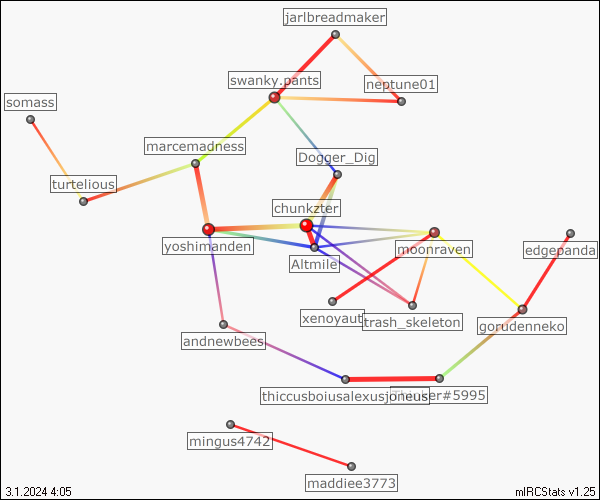 jarlbreadmaker
swanky.pants
neptune01
somass
marcemadness
Dogger_Dig
turtelious
chunkzter
yoshimanden
moonraven
edgepanda
Altmile
xenoyaut
trash_skeleton
gorudenneko
andnewbees
thiccusboiusalexusjoneus
#5995
mingus4742
maddiee3773
3.1.2024 4:05
mIRCStats v1.25